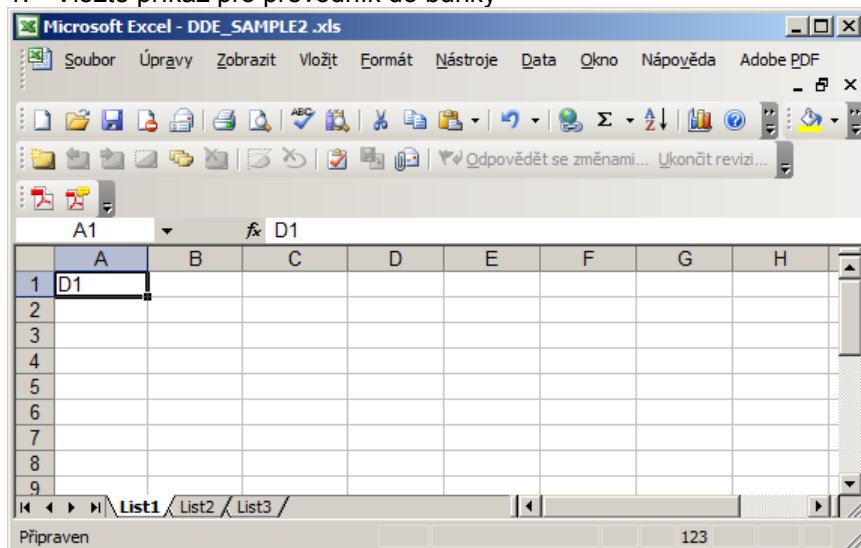 Microsoft Excel - DDE_SAMPLE2 .xls
Soubor Úpravy Zobrazit Vložit Formát Nástroje Data Okno Nápověda Adobe PDF
Odpovědět se změnami... Ukončit revizi...
A1 fx D1
A B C D E F G H
1 D1
2
3
4
5
6
7
8
9
List1 List2 List3
Připraven 123